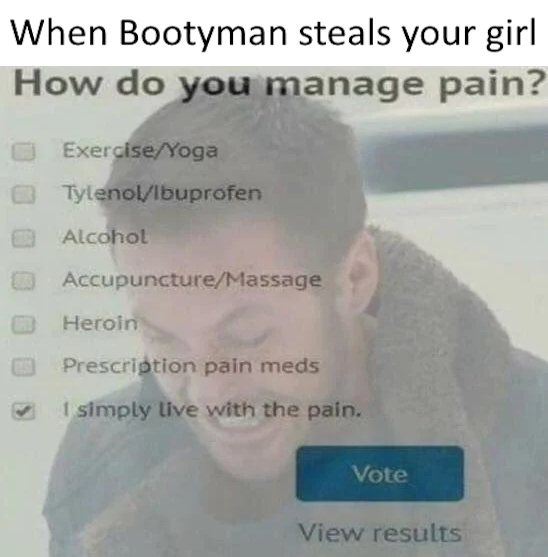 When Bootyman steals your girl
How do you manage pain?
Exercise/Yoga
Tylenol/Ibuprofen
Alcohol
Accupuncture/Massage
Heroin
Prescription pain meds
I simply live with the pain.
Vote
View results